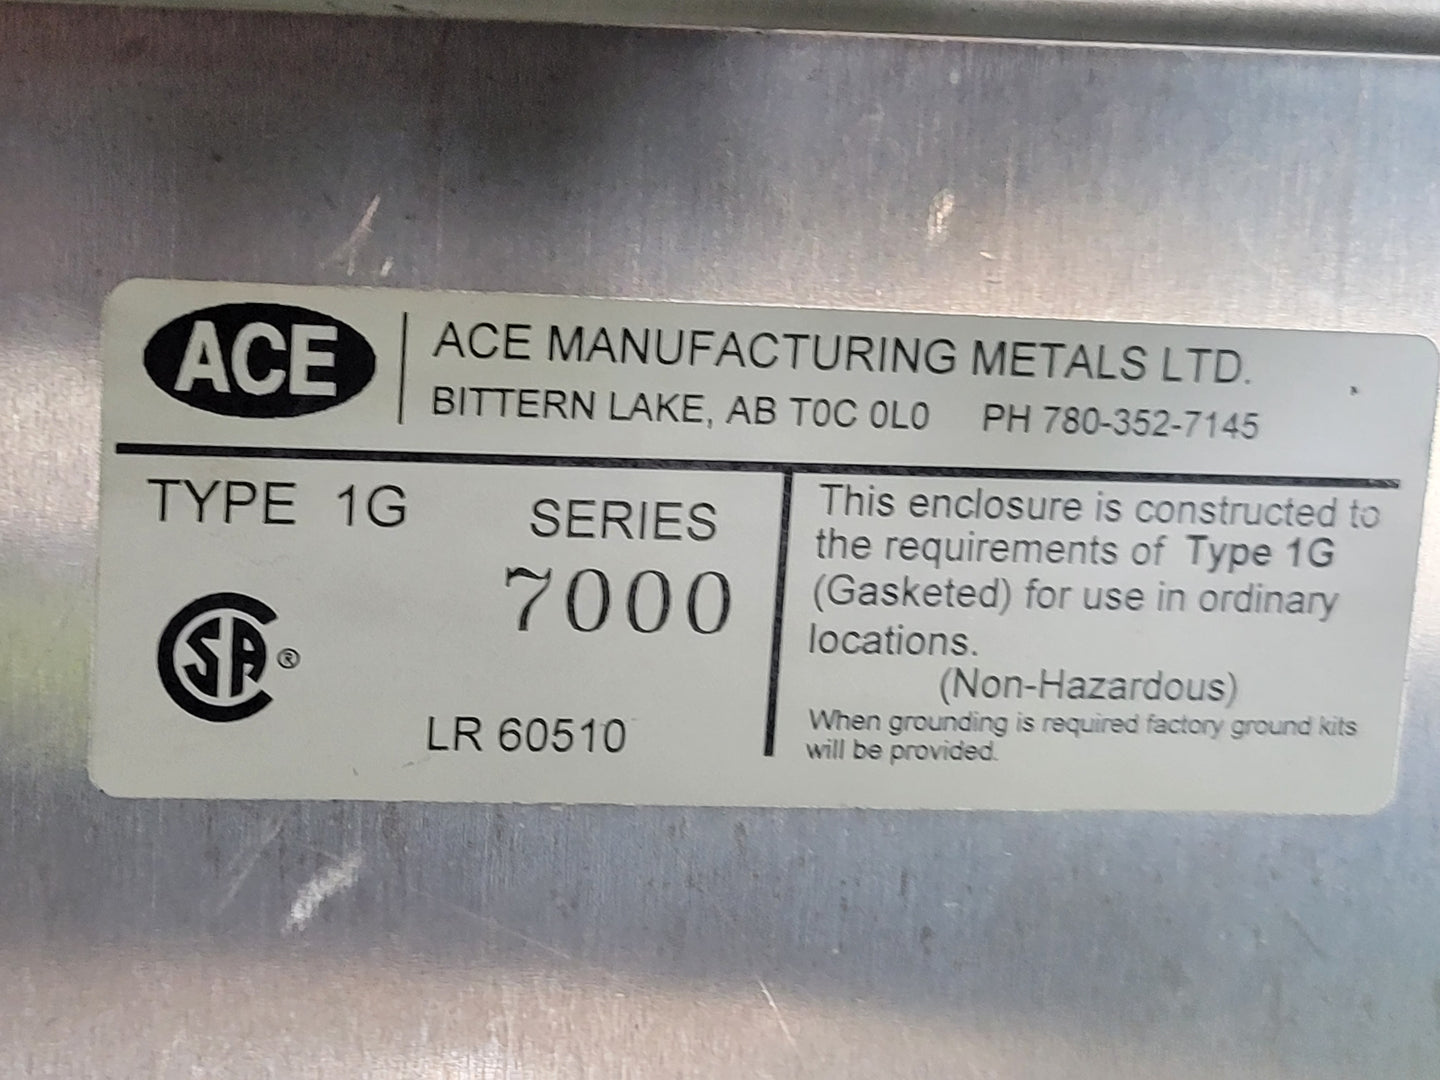 ACE
ACE MANUFACTURING METALS LTD.
BITTERN LAKE, AB T0C 0L0 PH 780-352-7145
TYPE 1G
SERIES
7000
CSA ®
LR 60510
This enclosure is constructed to
the requirements of Type 1G
(Gasketed) for use in ordinary
locations.
(Non-Hazardous)
When grounding is required factory ground kits
will be provided.